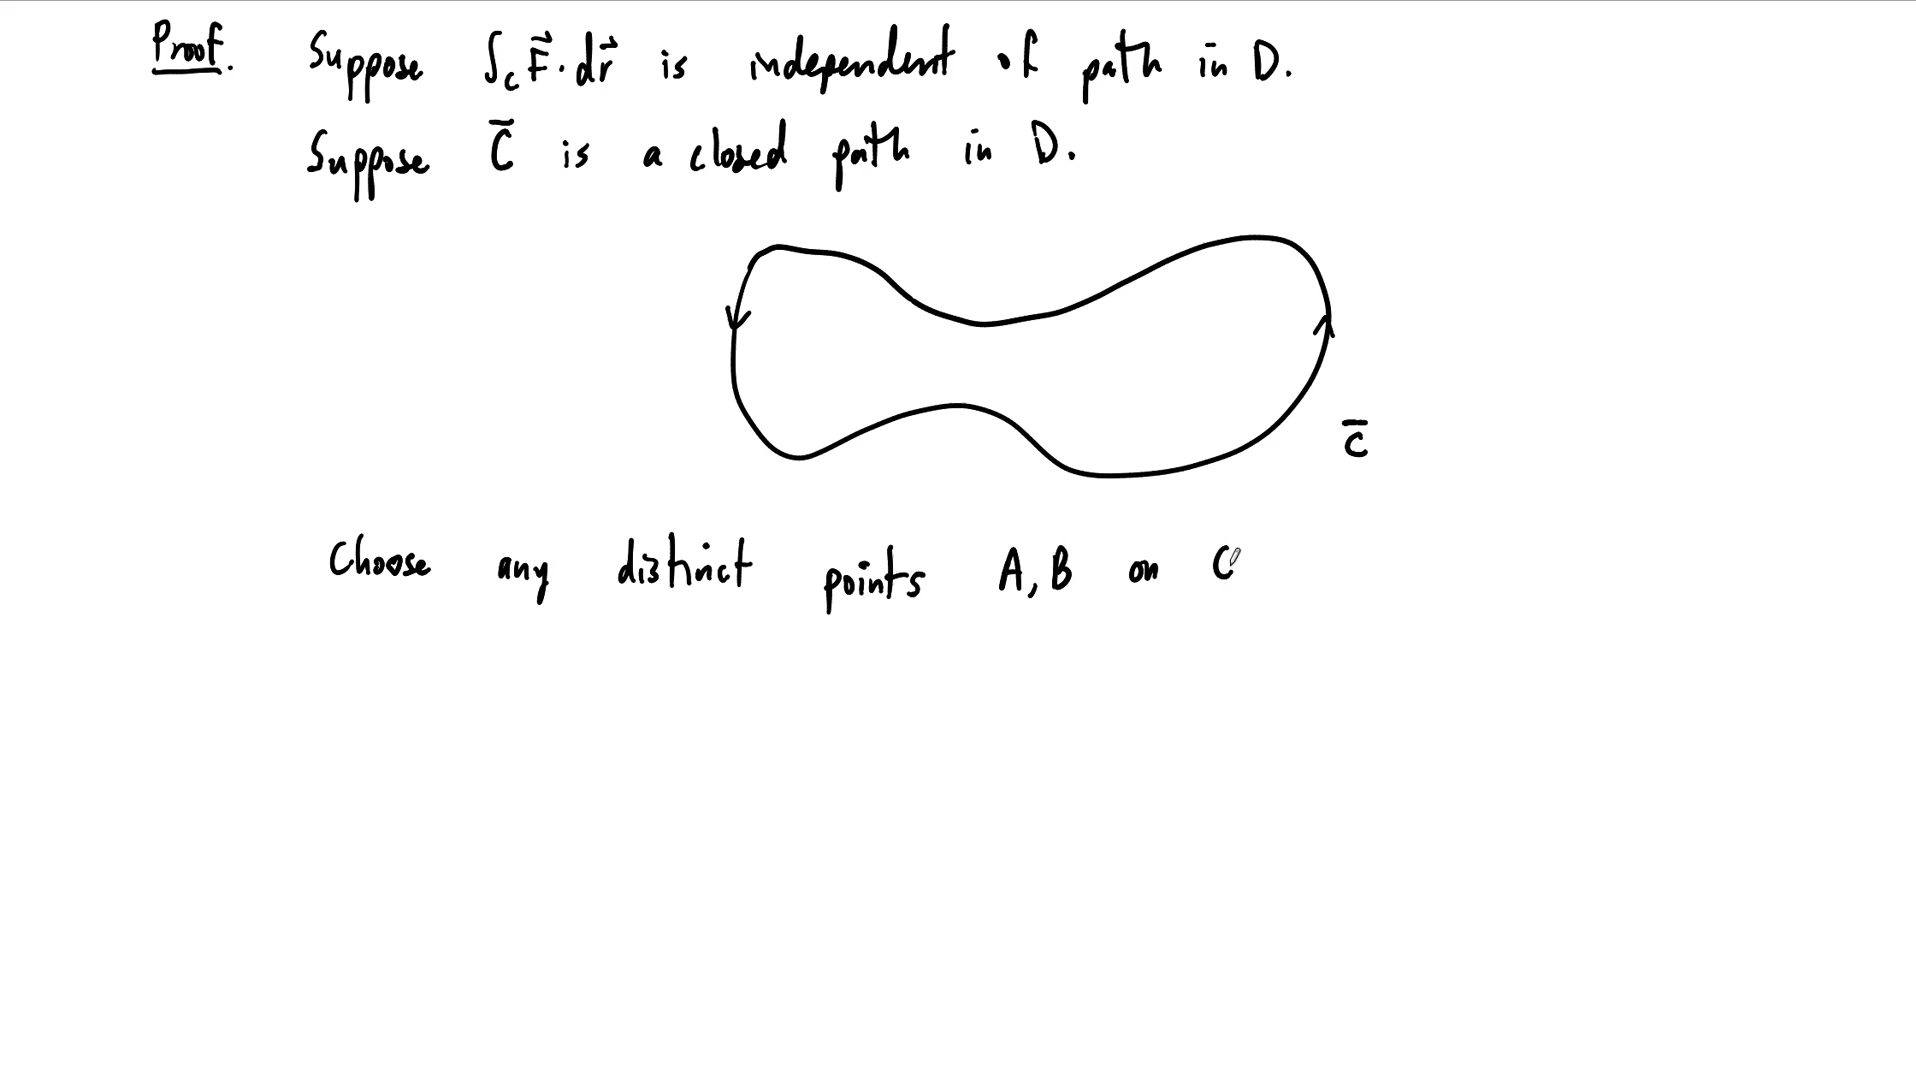 Proof. Suppose ∫_C F⃗ · dr⃗ is independent of path in D.
Suppose C̅ is a closed path in D.
C̅
Choose any distinct points A, B on C